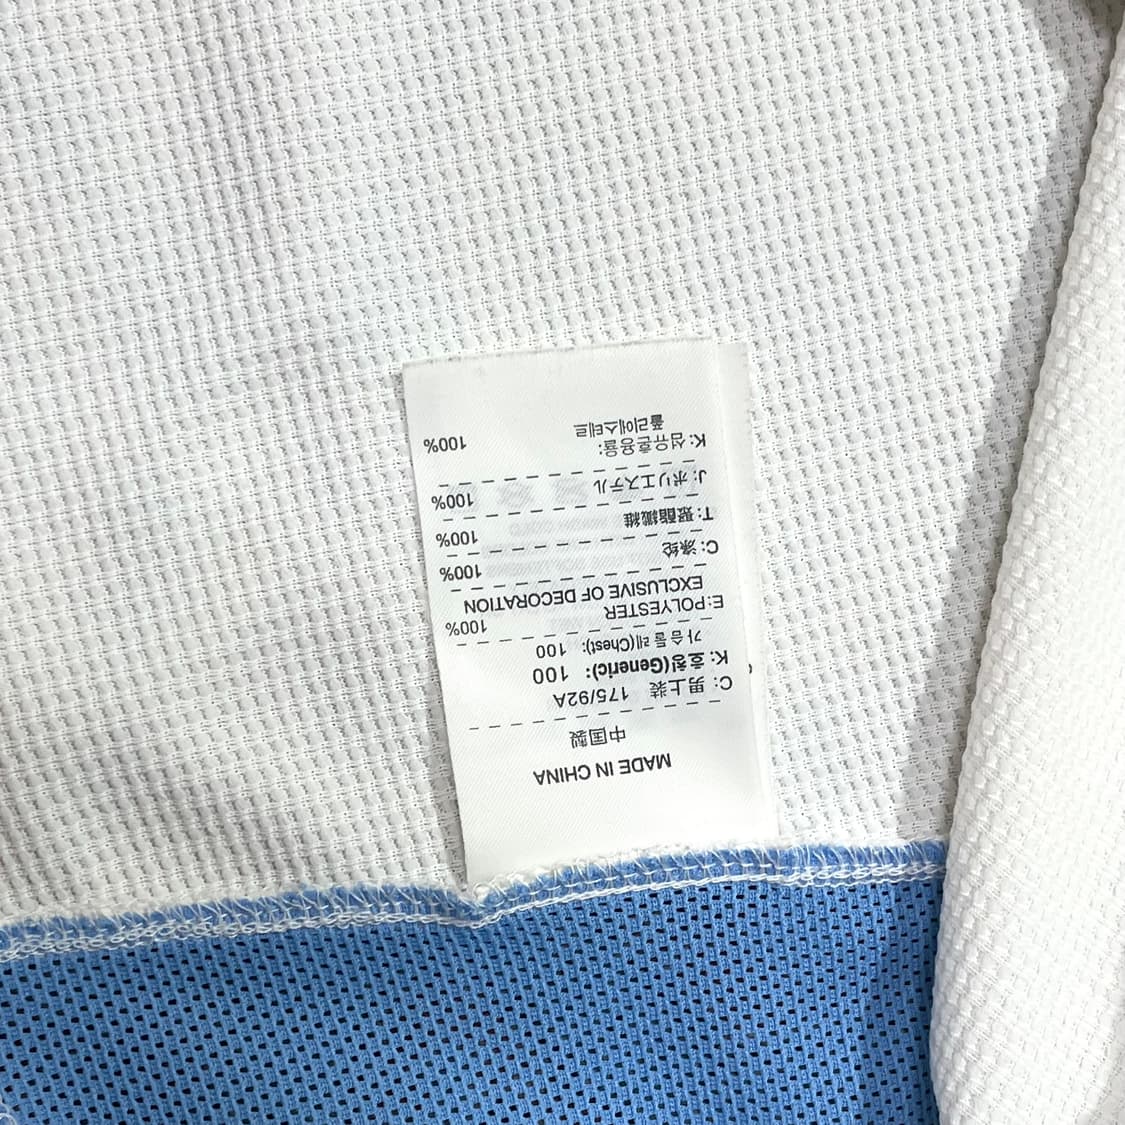 MADE IN CHINA
中国製
C: 男上装 175/92A
K: 호칭(Generic): 100
가슴둘레(Chest): 100
E:POLYESTER 100%
EXCLUSIVE OF DECORATION
C: 涤纶 100%
T: 聚酯纖維 100%
J: ポリエステル 100%
K: 섬유혼용율:
폴리에스테르 100%